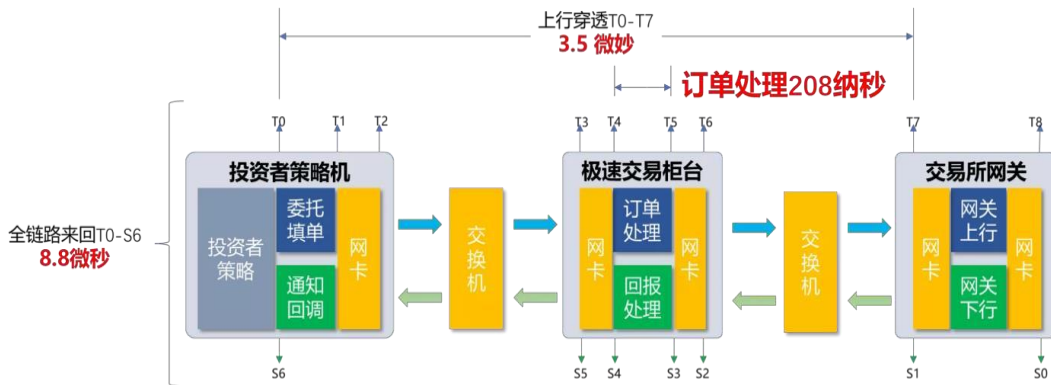 上行穿透T0-T7
3.5 微妙
订单处理208纳秒
T0
T1
T2
T3
T4
T5
T6
T7
T8
投资者策略机
极速交易柜台
交易所网关
全链路来回T0-S6
8.8微秒
投资者
策略
委托
填单
通知
回调
网卡
交换机
网卡
订单
处理
回报
处理
网卡
交换机
网卡
网关
上行
网关
下行
网卡
S6
S5
S4
S3
S2
S1
S0